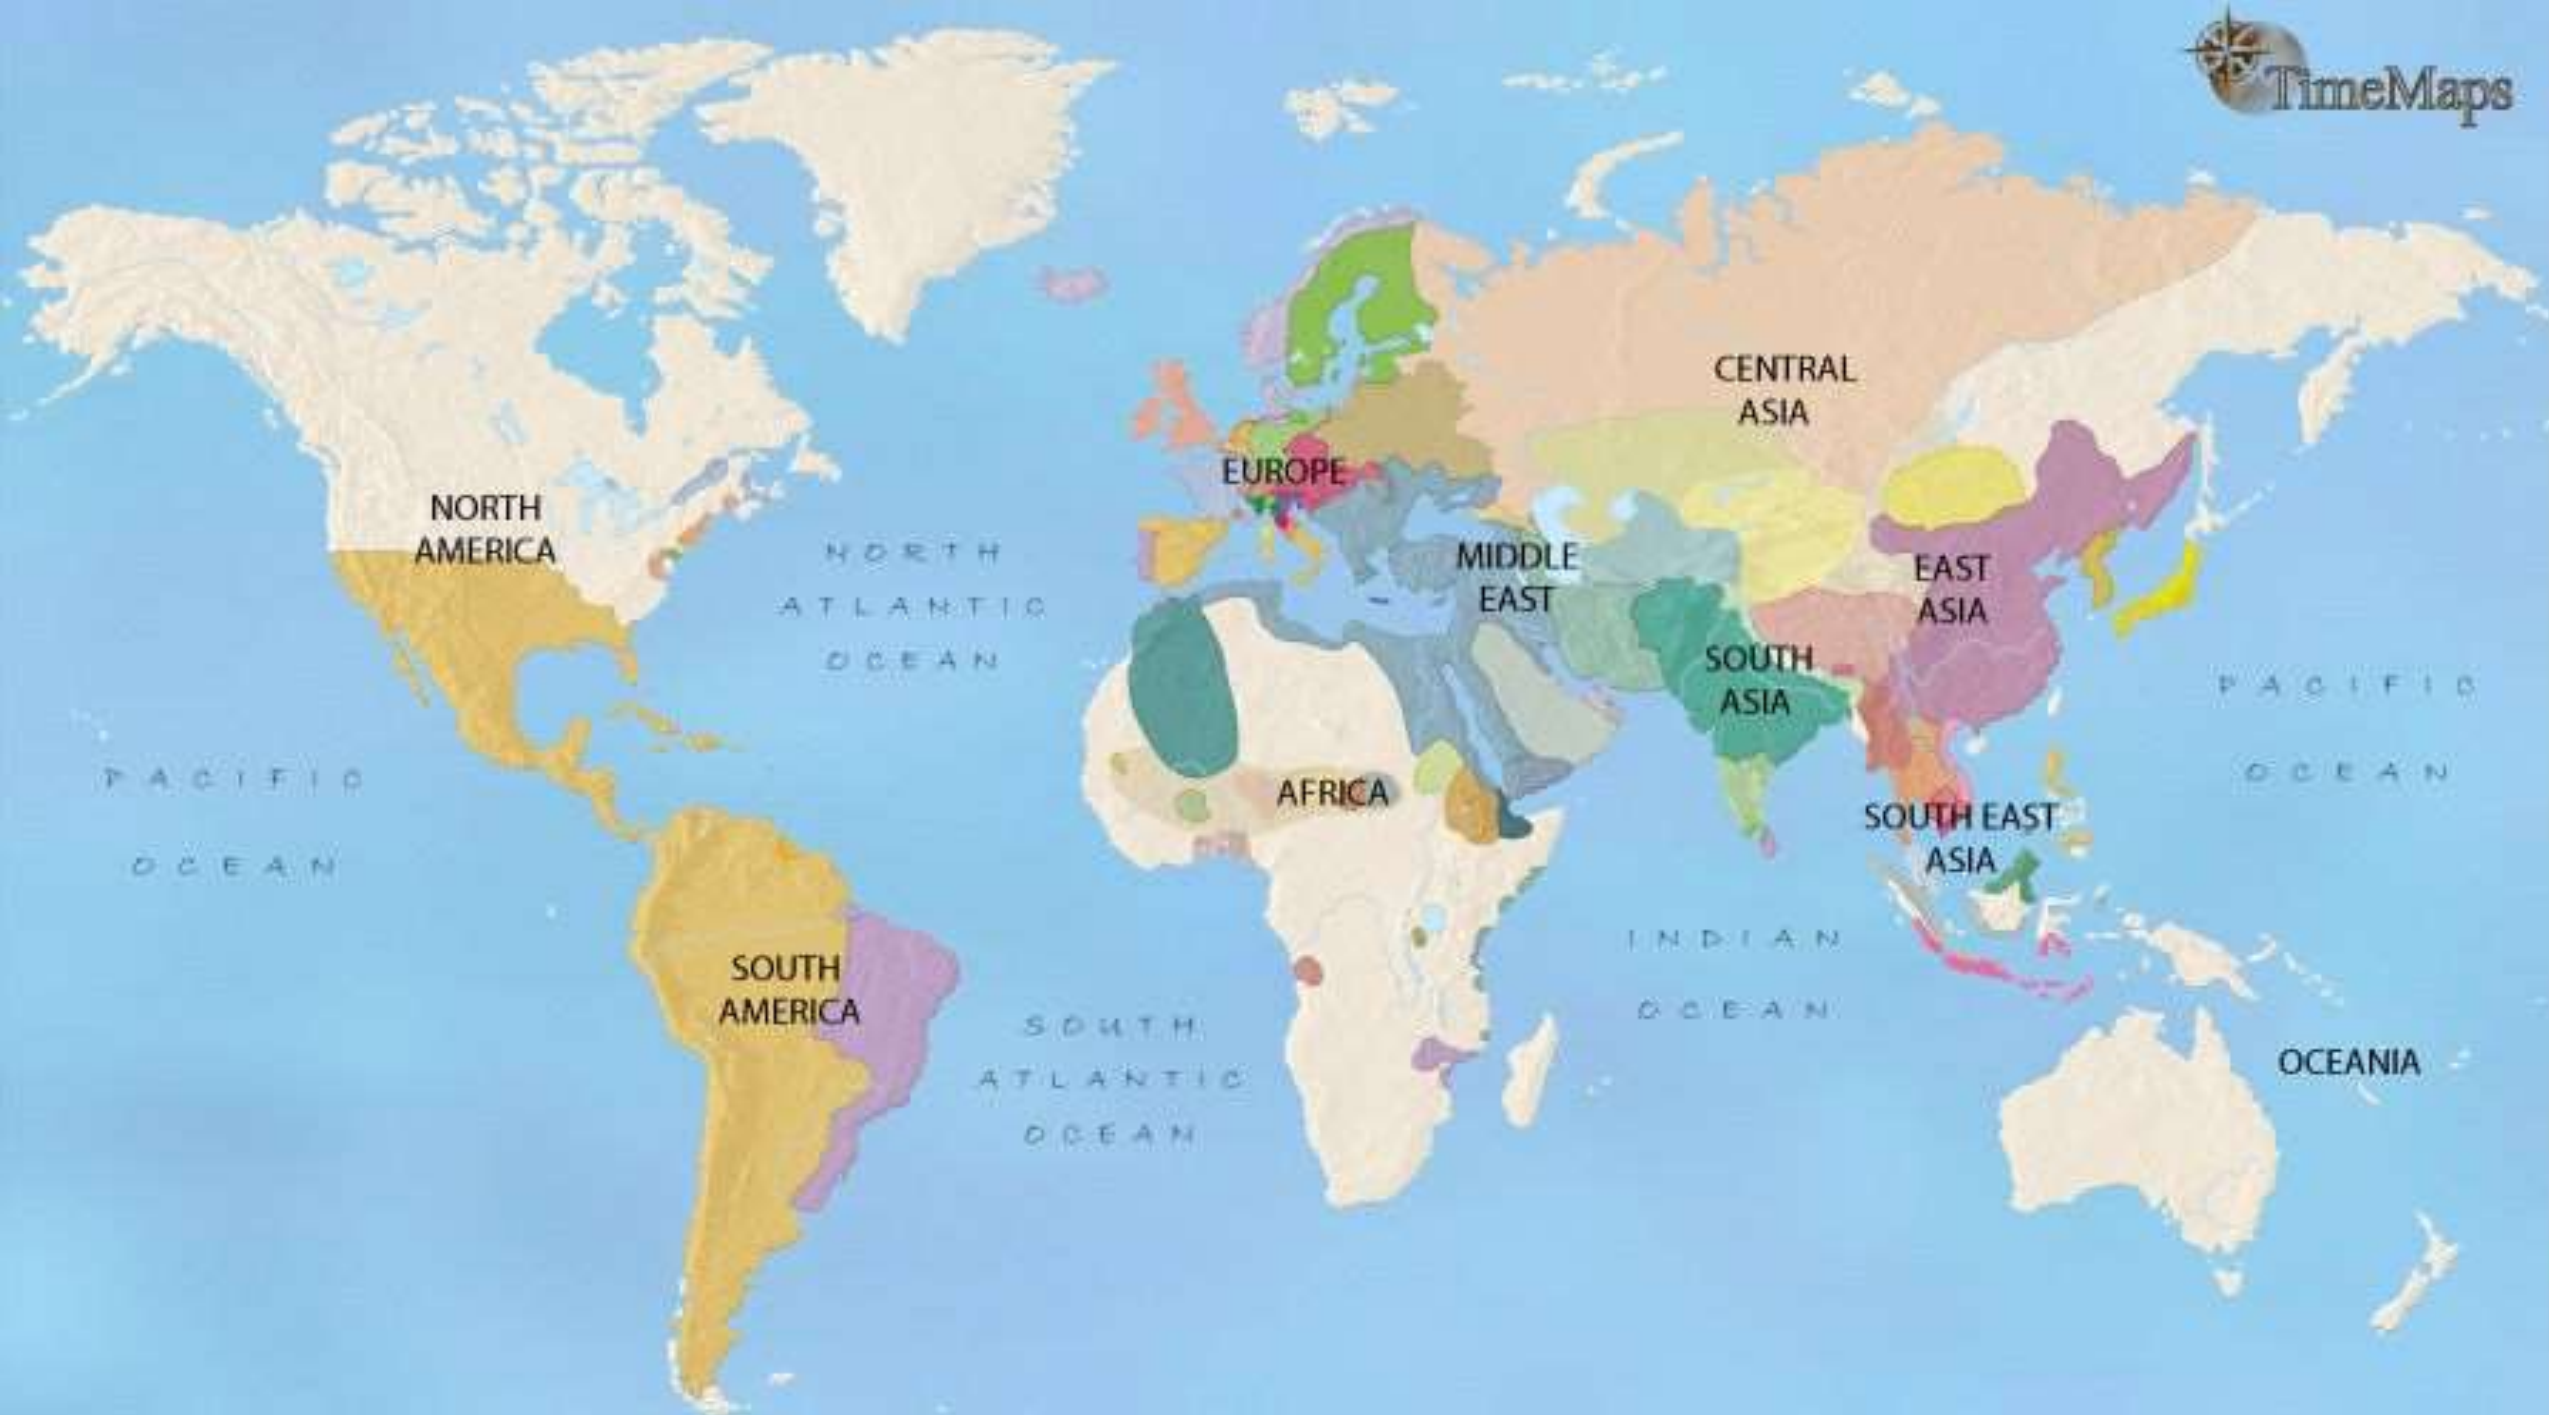 TimeMaps
CENTRAL
ASIA
EUROPE
NORTH
AMERICA
NORTH
ATLANTIC
OCEAN
MIDDLE
EAST
EAST
ASIA
SOUTH
ASIA
PACIFIC
OCEAN
PACIFIC
OCEAN
AFRICA
SOUTH EAST
ASIA
INDIAN
OCEAN
SOUTH
AMERICA
SOUTH
ATLANTIC
OCEAN
OCEANIA